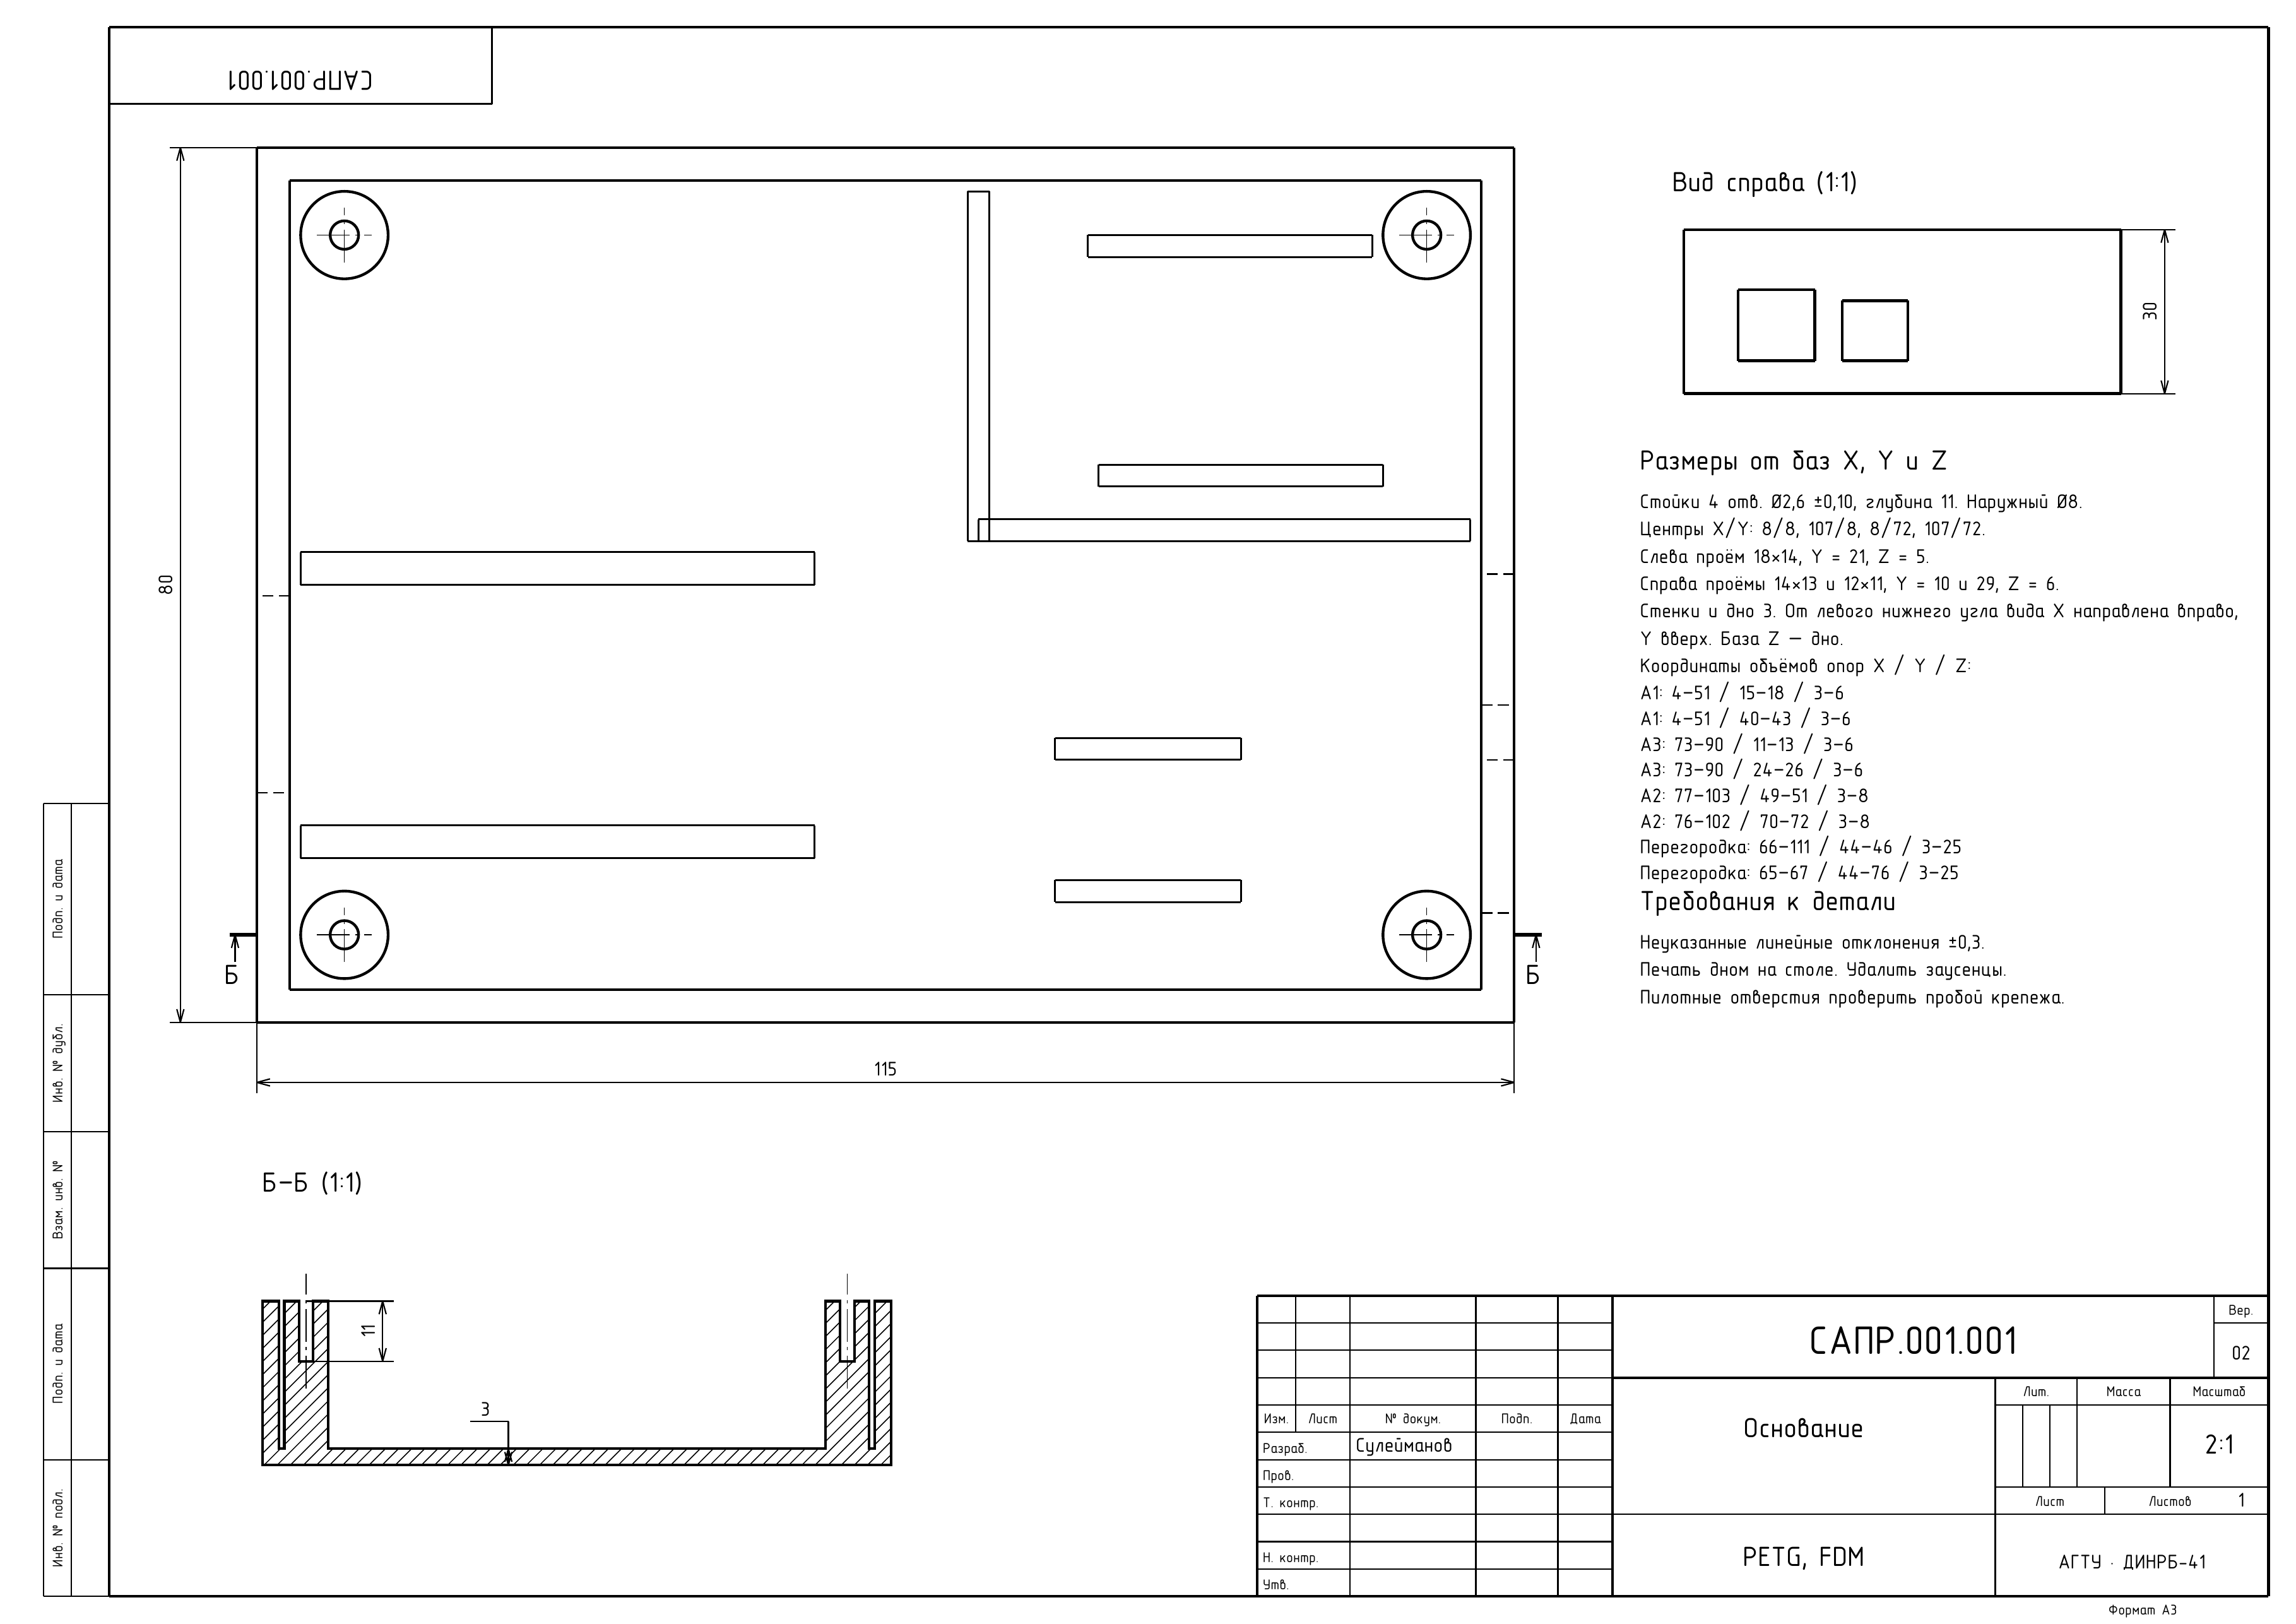 САПР.001.001
Вид справа (1:1)
30
80
115
Б
Б
Размеры от баз X, Y и Z
Стойки 4 отв. Ø2,6 ±0,10, глубина 11. Наружный Ø8.
Центры X/Y: 8/8, 107/8, 8/72, 107/72.
Слева проём 18×14, Y = 21, Z = 5.
Справа проёмы 14×13 и 12×11, Y = 10 и 29, Z = 6.
Стенки и дно 3. От левого нижнего угла вида X направлена вправо,
Y вверх. База Z — дно.
Координаты объёмов опор X / Y / Z:
А1: 4–51 / 15–18 / 3–6
А1: 4–51 / 40–43 / 3–6
А3: 73–90 / 11–13 / 3–6
А3: 73–90 / 24–26 / 3–6
А2: 77–103 / 49–51 / 3–8
А2: 76–102 / 70–72 / 3–8
Перегородка: 66–111 / 44–46 / 3–25
Перегородка: 65–67 / 44–76 / 3–25
Требования к детали
Неуказанные линейные отклонения ±0,3.
Печать дном на столе. Удалить заусенцы.
Пилотные отверстия проверить пробой крепежа.
Б–Б (1:1)
11
3
Подп. и дата
Инв. № дубл.
Взам. инв. №
Подп. и дата
Инв. № подл.
САПР.001.001
Вер.
02
Лит.
Масса
Масштаб
Изм.
Лист
№ докум.
Подп.
Дата
Основание
2:1
Разраб.
Сулейманов
Пров.
Т. контр.
Лист
Листов
1
Н. контр.
PETG, FDM
АГТУ · ДИНРБ-41
Утв.
Формат А3